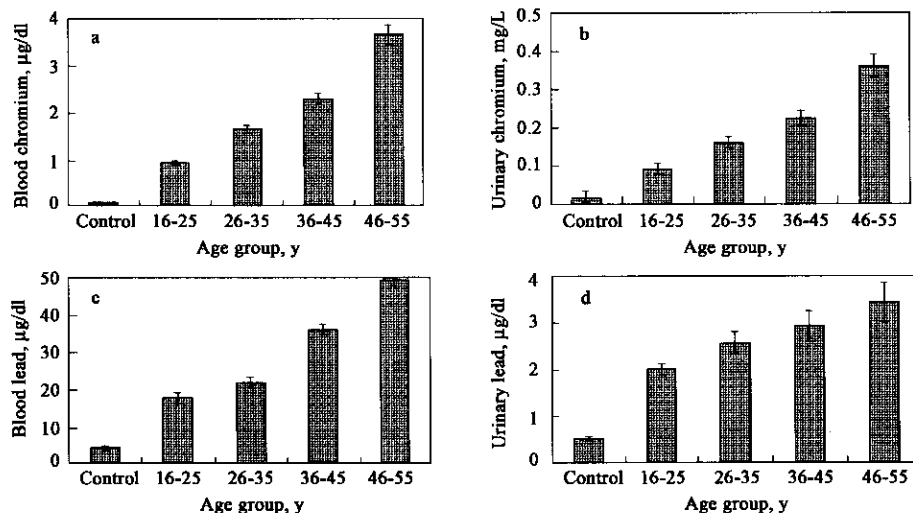 a
Blood chromium, µg/dl
4
3
2
1
0
Control 16-25 26-35 36-45 46-55
Age group, y
b
Urinary chromium, mg/L
0.5
0.4
0.3
0.2
0.1
0
Control 16-25 26-35 36-45 46-55
Age group, y
c
Blood lead, µg/dl
50
40
30
20
10
0
Control 16-25 26-35 36-45 46-55
Age group, y
d
Urinary lead, µg/dl
4
3
2
1
0
Control 16-25 26-35 36-45 46-55
Age group, y